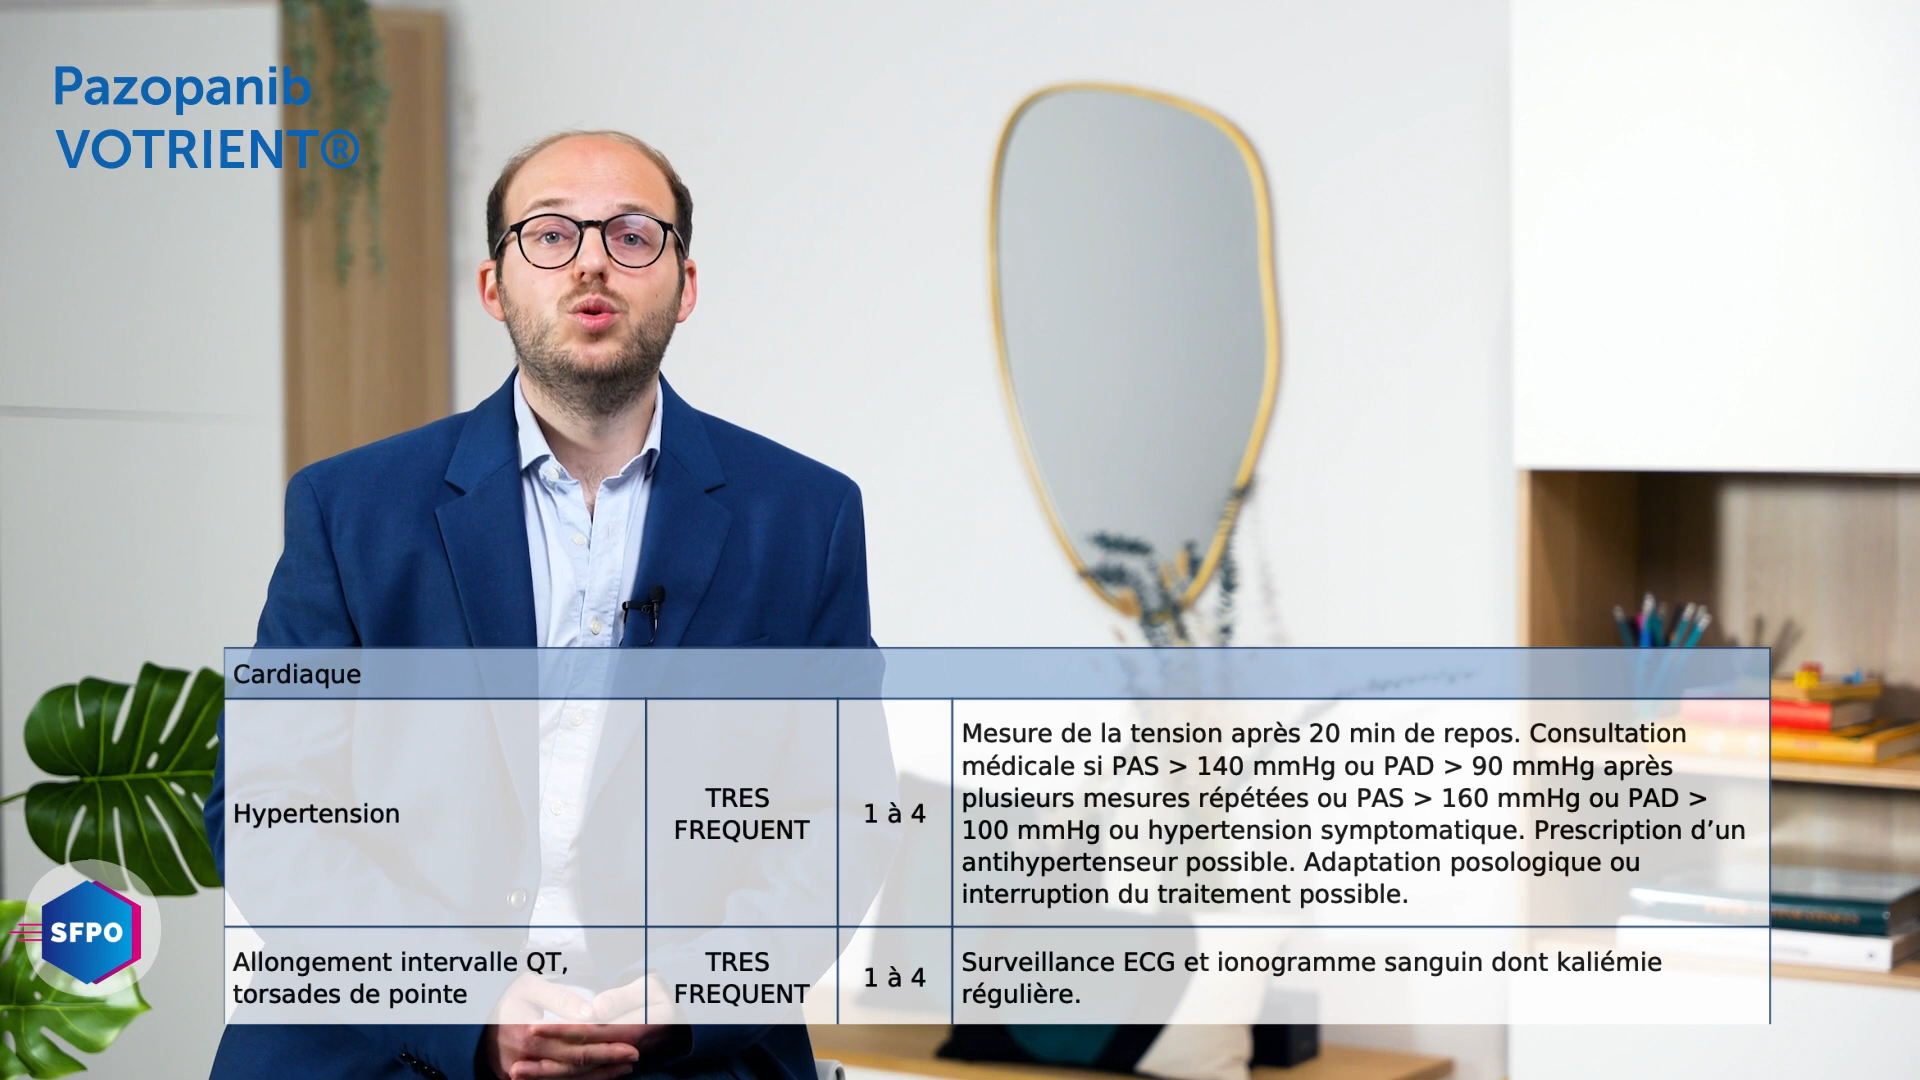 Pazopanib
VOTRIENT®
Cardiaque
Hypertension
TRES
FREQUENT
1 à 4
Mesure de la tension après 20 min de repos. Consultation
médicale si PAS > 140 mmHg ou PAD > 90 mmHg après
plusieurs mesures répétées ou PAS > 160 mmHg ou PAD >
100 mmHg ou hypertension symptomatique. Prescription d’un
antihypertenseur possible. Adaptation posologique ou
interruption du traitement possible.
Allongement intervalle QT,
torsades de pointe
TRES
FREQUENT
1 à 4
Surveillance ECG et ionogramme sanguin dont kaliémie
régulière.
SFPO